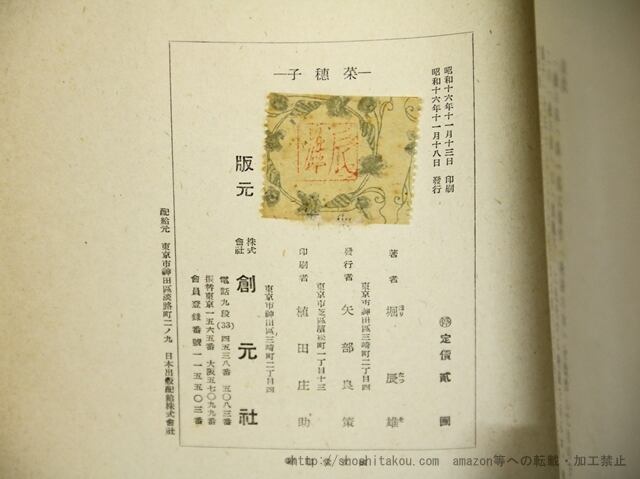 昭和十六年十一月十三日 印刷
昭和十六年十一月十八日 發行
―菜穗子―
定價貳圓
著者 堀辰雄
ほり たつ を
東京市神田區三崎町二丁目四
發行者 矢部良策
東京市芝區濱松町一丁目十三
印刷者 植田庄助
東京市神田區三崎町二丁目四
版元 株式會社 創元社
電話九段(33)四五三八番 五〇八三番
振替東京一五六五番 大阪五七〇九九番
會員登錄番號一一五五〇三番
配給元 東京市神田區淡路町二ノ九 日本出版配給株式會社
http://shoshitakou.com amazon等への転載・加工禁止